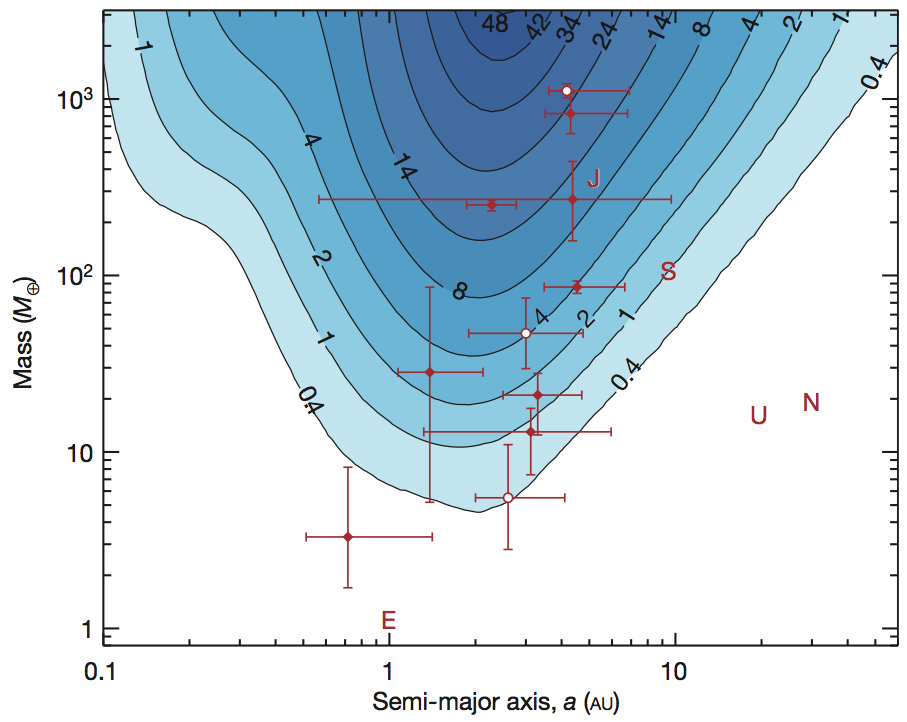 48 42 34 24 14 8 4 2 1 0.4
1
10³
4
14
J
2
S
10²
8
4 2 1
1
0.4
0.4
U N
10
E
1
0.1 1 10
Mass (M⊕)
Semi-major axis, a (AU)